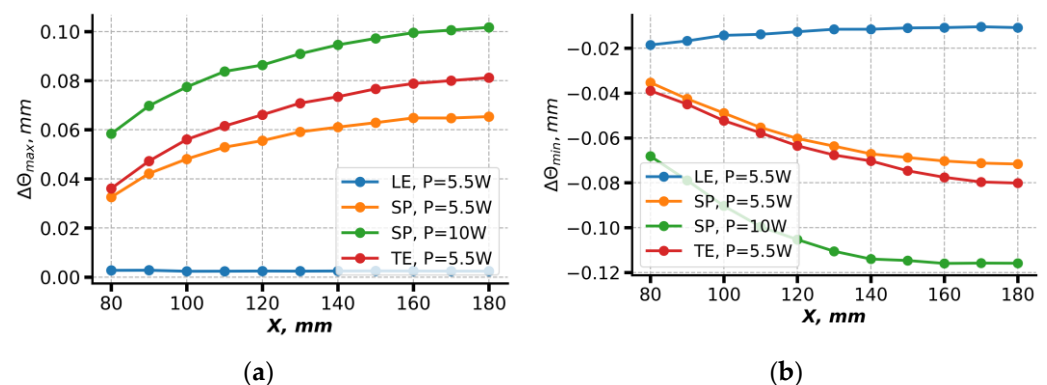 0.10
0.08
0.06
0.04
0.02
0.00
ΔΘmax, mm
LE, P=5.5W
SP, P=5.5W
SP, P=10W
TE, P=5.5W
80 100 120 140 160 180
X, mm
(a)
−0.02
−0.04
−0.06
−0.08
−0.10
−0.12
ΔΘmin, mm
LE, P=5.5W
SP, P=5.5W
SP, P=10W
TE, P=5.5W
80 100 120 140 160 180
X, mm
(b)